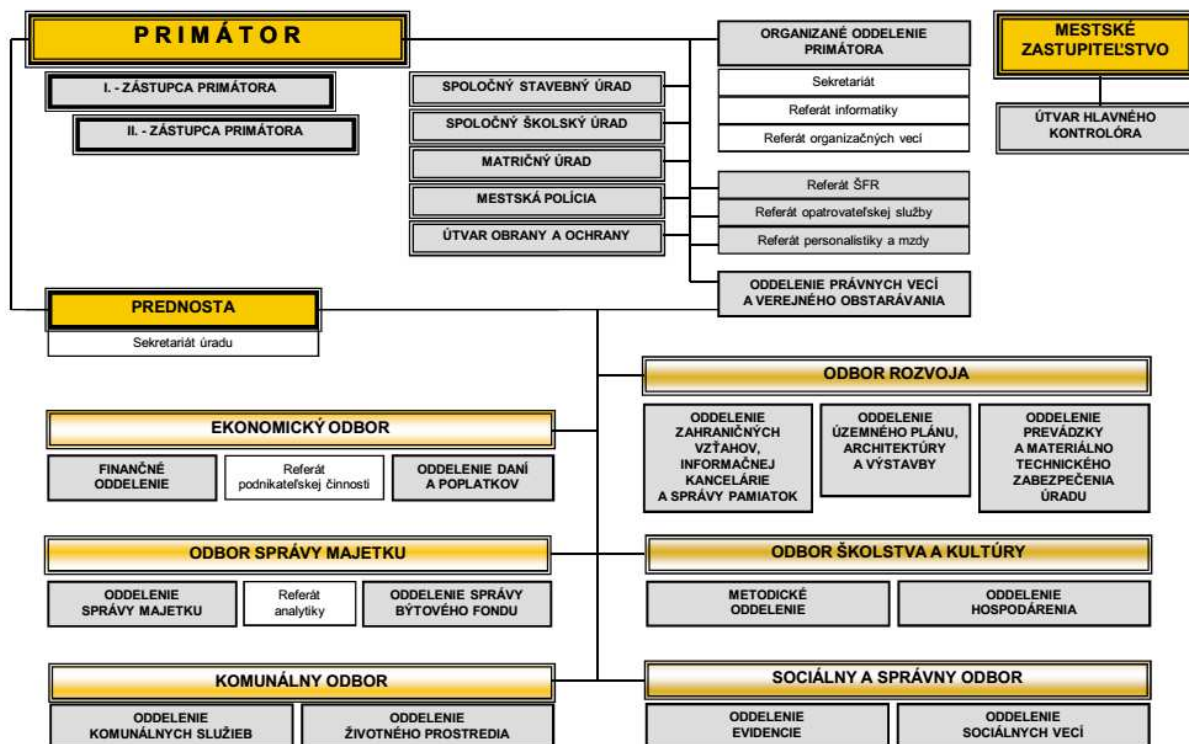 PRIMÁTOR
I. - ZÁSTUPCA PRIMÁTORA
II. - ZÁSTUPCA PRIMÁTORA
SPOLOČNÝ STAVEBNÝ ÚRAD
SPOLOČNÝ ŠKOLSKÝ ÚRAD
MATRIČNÝ ÚRAD
MESTSKÁ POLÍCIA
ÚTVAR OBRANY A OCHRANY
ORGANIZANÉ ODDELENIE
PRIMÁTORA
Sekretariát
Referát informatiky
Referát organizačných vecí
Referát ŠFR
Referát opatrovateľskej služby
Referát personalistiky a mzdy
ODDELENIE PRÁVNYCH VECÍ
A VEREJNÉHO OBSTARÁVANIA
MESTSKÉ
ZASTUPITEĽSTVO
ÚTVAR HLAVNÉHO
KONTROLÓRA
PREDNOSTA
Sekretariát úradu
EKONOMICKÝ ODBOR
FINANČNÉ
ODDELENIE
Referát
podnikateľskej činnosti
ODDELENIE DANÍ
A POPLATKOV
ODBOR ROZVOJA
ODDELENIE
ZAHRANIČNÝCH
VZŤAHOV,
INFORMAČNEJ
KANCELÁRIE
A SPRÁVY PAMIATOK
ODDELENIE
ÚZEMNÉHO PLÁNU,
ARCHITEKTÚRY
A VÝSTAVBY
ODDELENIE
PREVÁDZKY
A MATERIÁLNO
TECHNICKÉHO
ZABEZPEČENIA
ÚRADU
ODBOR SPRÁVY MAJETKU
ODDELENIE
SPRÁVY MAJETKU
Referát
analytiky
ODDELENIE SPRÁVY
BÝTOVÉHO FONDU
ODBOR ŠKOLSTVA A KULTÚRY
METODICKÉ
ODDELENIE
ODDELENIE
HOSPODÁRENIA
KOMUNÁLNY ODBOR
ODDELENIE
KOMUNÁLNYCH SLUŽIEB
ODDELENIE
ŽIVOTNÉHO PROSTREDIA
SOCIÁLNY A SPRÁVNY ODBOR
ODDELENIE
EVIDENCIE
ODDELENIE
SOCIÁLNYCH VECÍ